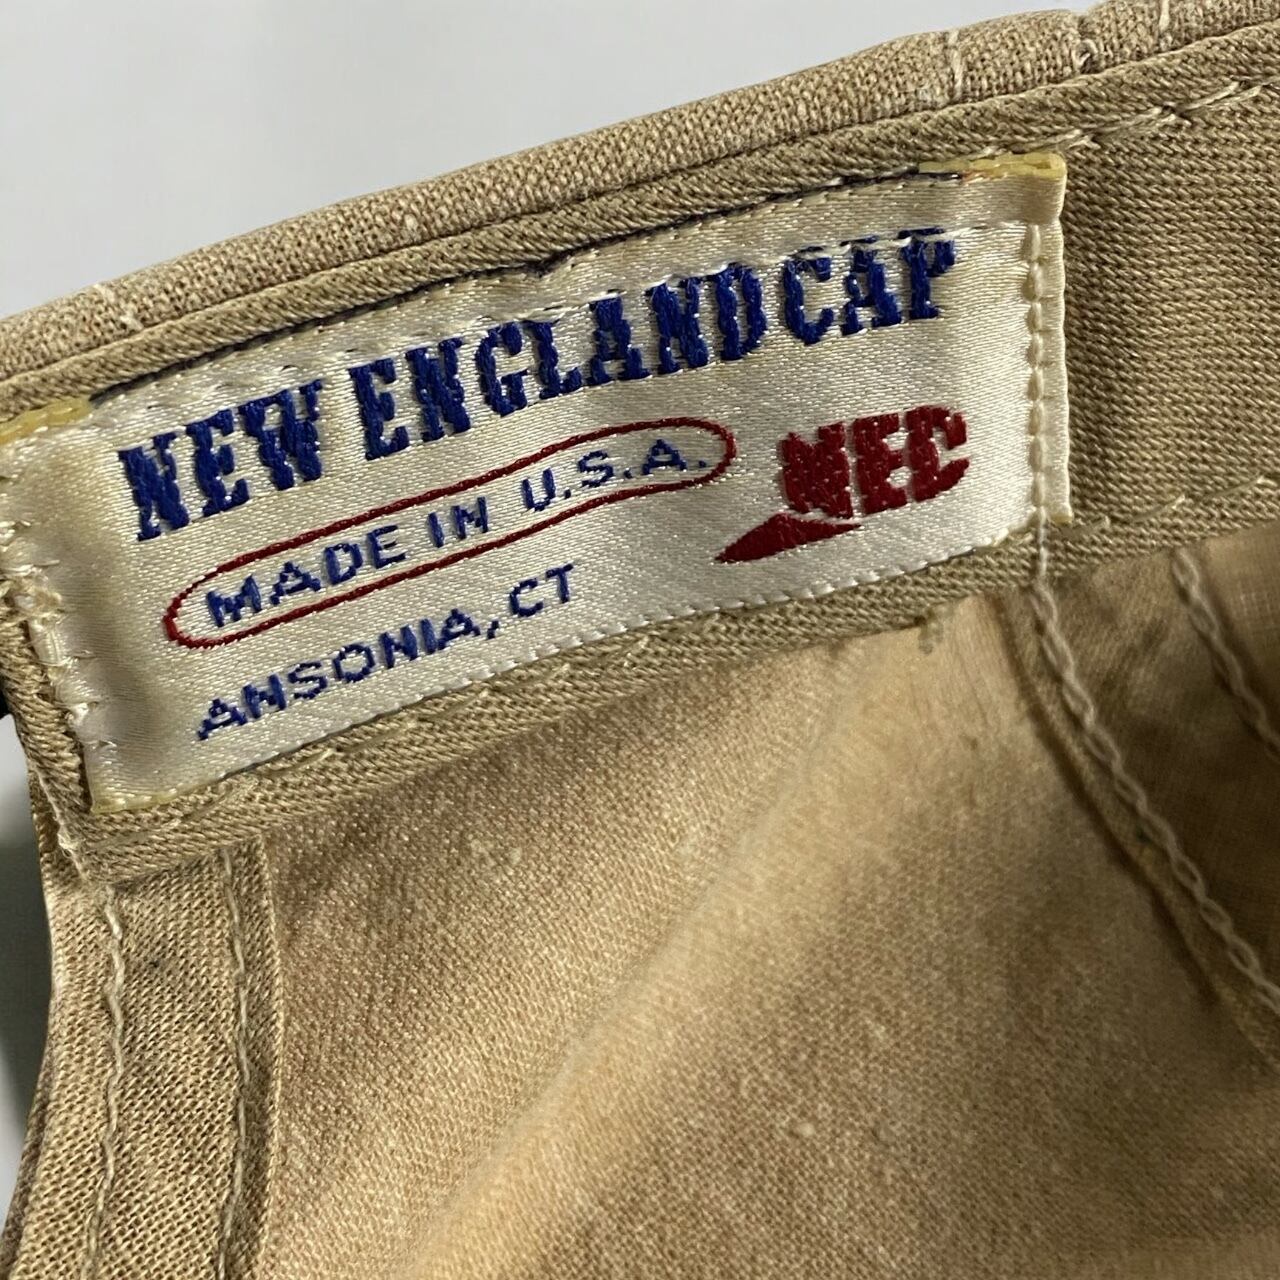 NEW ENGLAND CAP
MADE IN U.S.A.
NEC
ANSONIA, CT